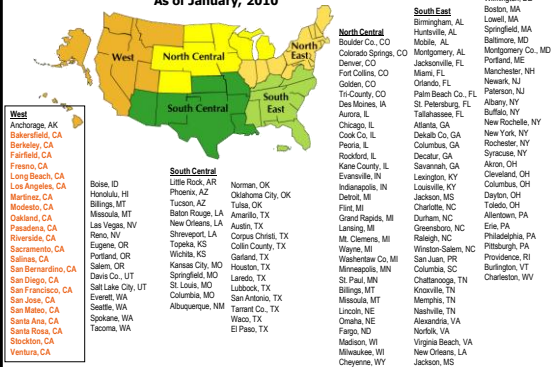 As of January, 2010
West
North Central
North East
South Central
South East
West
Anchorage, AK
Bakersfield, CA
Berkeley, CA
Fairfield, CA
Fresno, CA
Long Beach, CA
Los Angeles, CA
Martinez, CA
Modesto, CA
Oakland, CA
Pasadena, CA
Riverside, CA
Sacramento, CA
Salinas, CA
San Bernardino, CA
San Diego, CA
San Francisco, CA
San Jose, CA
San Mateo, CA
Santa Ana, CA
Santa Rosa, CA
Stockton, CA
Ventura, CA
Boise, ID
Honolulu, HI
Billings, MT
Missoula, MT
Las Vegas, NV
Reno, NV
Eugene, OR
Portland, OR
Salem, OR
Davis Co., UT
Salt Lake City, UT
Everett, WA
Seattle, WA
Spokane, WA
Tacoma, WA
South Central
Little Rock, AR
Phoenix, AZ
Tucson, AZ
Baton Rouge, LA
New Orleans, LA
Shreveport, LA
Topeka, KS
Wichita, KS
Kansas City, MO
Springfield, MO
St. Louis, MO
Columbia, MO
Albuquerque, NM
Norman, OK
Oklahoma City, OK
Tulsa, OK
Amarillo, TX
Austin, TX
Corpus Christi, TX
Collin County, TX
Garland, TX
Houston, TX
Laredo, TX
Lubbock, TX
San Antonio, TX
Tarrant Co., TX
Waco, TX
El Paso, TX
North Central
Boulder Co., CO
Colorado Springs, CO
Denver, CO
Fort Collins, CO
Golden, CO
Tri-County, CO
Des Moines, IA
Aurora, IL
Chicago, IL
Cook Co, IL
Peoria, IL
Rockford, IL
Kane County, IL
Evansville, IN
Indianapolis, IN
Detroit, MI
Flint, MI
Grand Rapids, MI
Lansing, MI
Mt. Clemens, MI
Wayne, MI
Washentaw Co, MI
Minneapolis, MN
St. Paul, MN
Billings, MT
Missoula, MT
Lincoln, NE
Omaha, NE
Fargo, ND
Madison, WI
Milwaukee, WI
Cheyenne, WY
South East
Birmingham, AL
Huntsville, AL
Mobile, AL
Montgomery, AL
Jacksonville, FL
Miami, FL
Orlando, FL
Palm Beach Co., FL
St. Petersburg, FL
Tallahassee, FL
Atlanta, GA
Dekalb Co, GA
Columbus, GA
Decatur, GA
Savannah, GA
Lexington, KY
Louisville, KY
Jackson, MS
Charlotte, NC
Durham, NC
Greensboro, NC
Raleigh, NC
Winston-Salem, NC
San Juan, PR
Columbia, SC
Chattanooga, TN
Knoxville, TN
Memphis, TN
Nashville, TN
Alexandria, VA
Norfolk, VA
Virginia Beach, VA
New Orleans, LA
Jackson, MS
Boston, MA
Lowell, MA
Springfield, MA
Baltimore, MD
Montgomery Co., MD
Portland, ME
Manchester, NH
Newark, NJ
Paterson, NJ
Albany, NY
Buffalo, NY
New Rochelle, NY
New York, NY
Rochester, NY
Syracuse, NY
Akron, OH
Cleveland, OH
Columbus, OH
Dayton, OH
Toledo, OH
Allentown, PA
Erie, PA
Philadelphia, PA
Pittsburgh, PA
Providence, RI
Burlington, VT
Charleston, WV